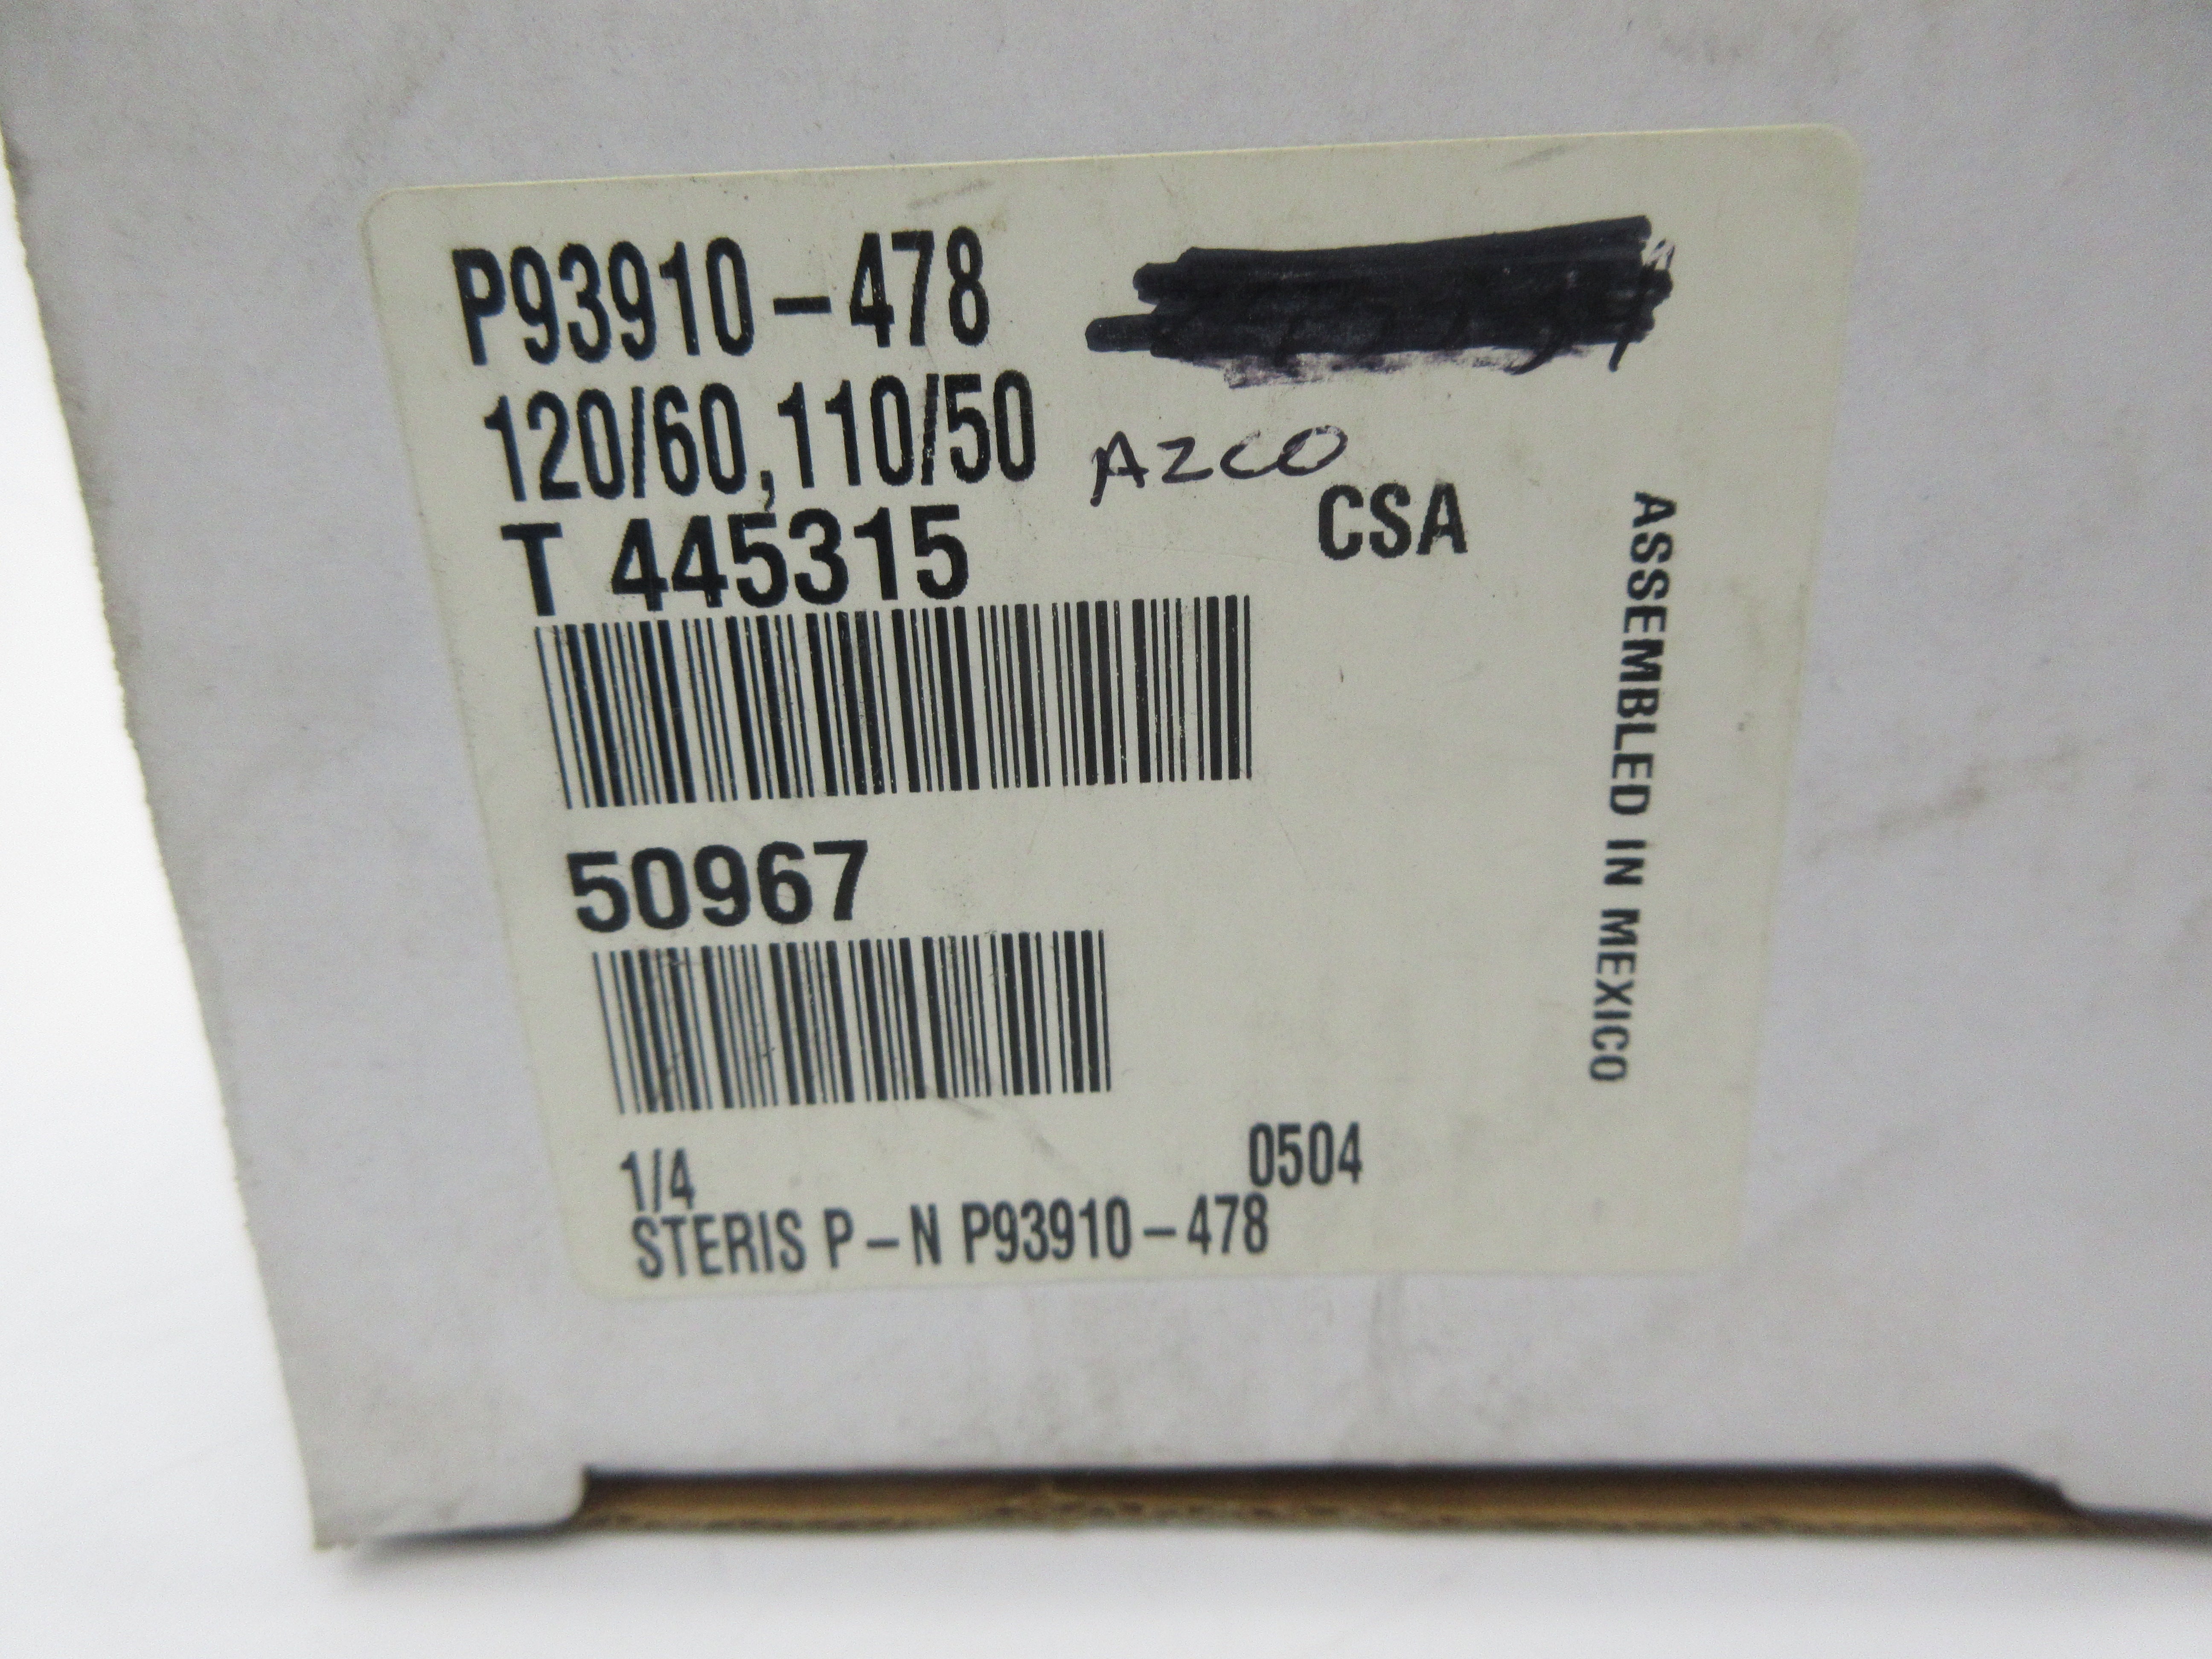 P93910-478
120/60,110/50
AZCO
T 445315
CSA
50967
1/4
0504
STERIS P-N P93910-478
ASSEMBLED IN MEXICO